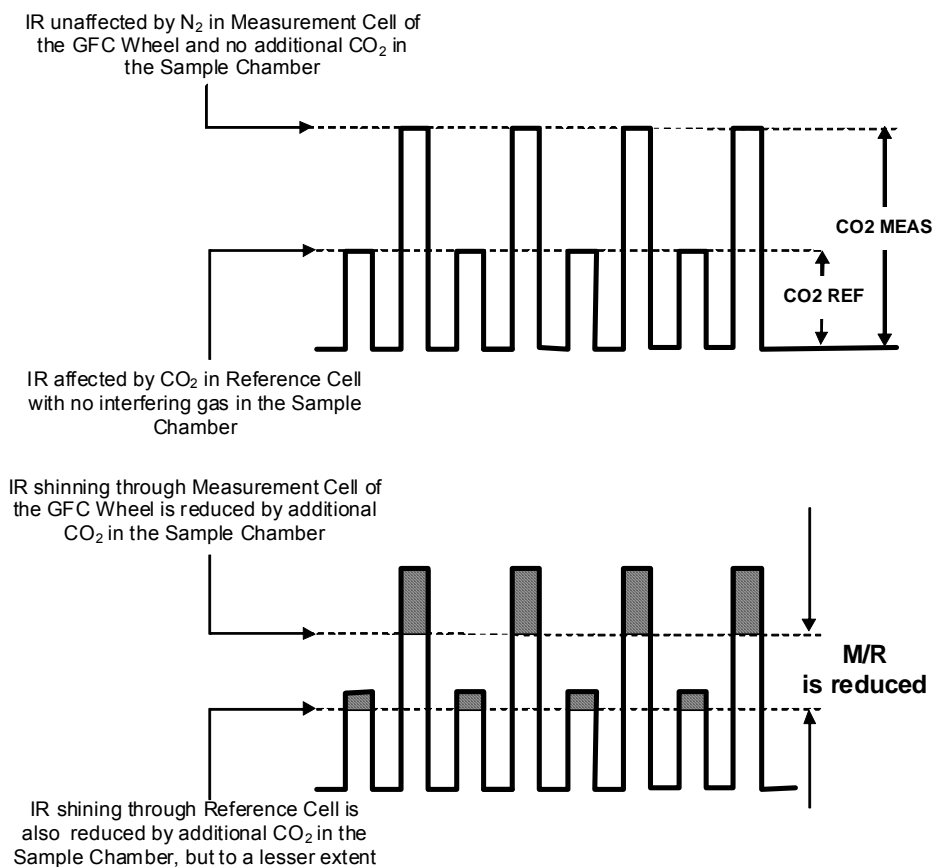 IR unaffected by N2 in Measurement Cell of
the GFC Wheel and no additional CO2 in
the Sample Chamber
CO2 MEAS
CO2 REF
IR affected by CO2 in Reference Cell
with no interfering gas in the Sample
Chamber
IR shinning through Measurement Cell of
the GFC Wheel is reduced by additional
CO2 in the Sample Chamber
M/R
is reduced
IR shining through Reference Cell is
also reduced by additional CO2 in the
Sample Chamber, but to a lesser extent